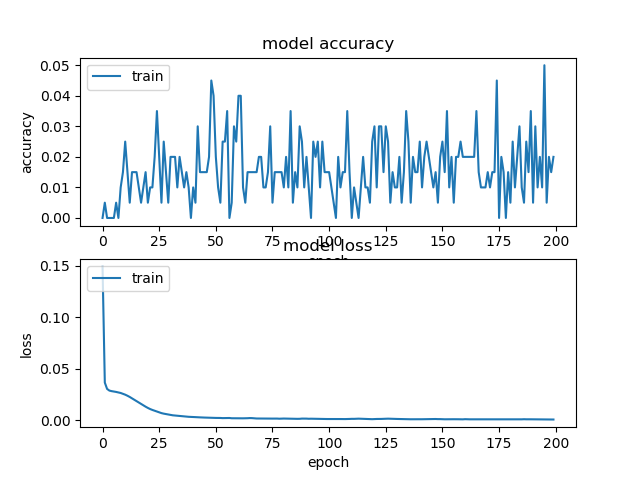 model accuracy
train
accuracy
0.05
0.04
0.03
0.02
0.01
0.00
0 25 50 75 100 125 150 175 200
epoch
model loss
train
loss
0.15
0.10
0.05
0.00
0 25 50 75 100 125 150 175 200
epoch